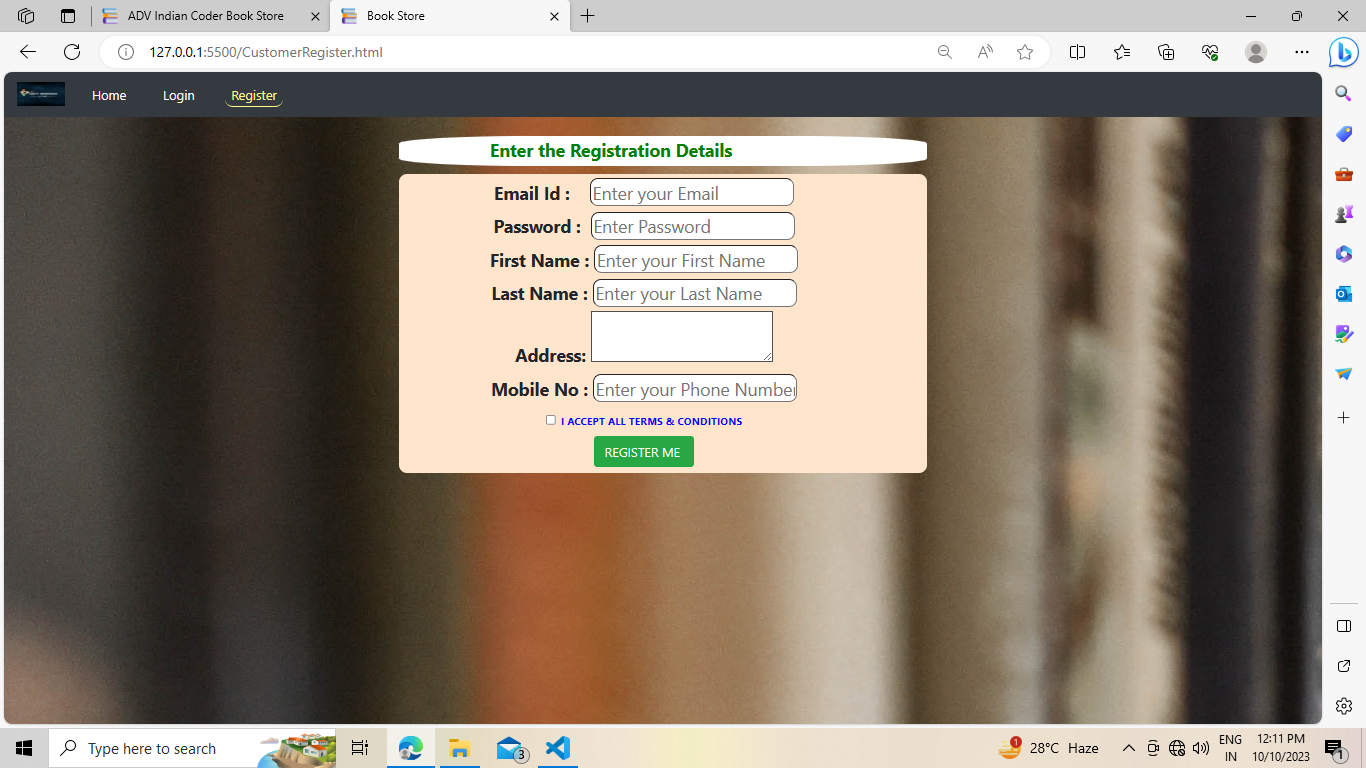 ADV Indian Coder Book Store
Book Store
127.0.0.1:5500/CustomerRegister.html
Home Login Register
Enter the Registration Details
Email Id : Enter your Email
Password : Enter Password
First Name : Enter your First Name
Last Name : Enter your Last Name
Address:
Mobile No : Enter your Phone Number
I ACCEPT ALL TERMS & CONDITIONS
REGISTER ME
Type here to search
3
1
28°C Haze
ENG
IN
12:11 PM
10/10/2023
1